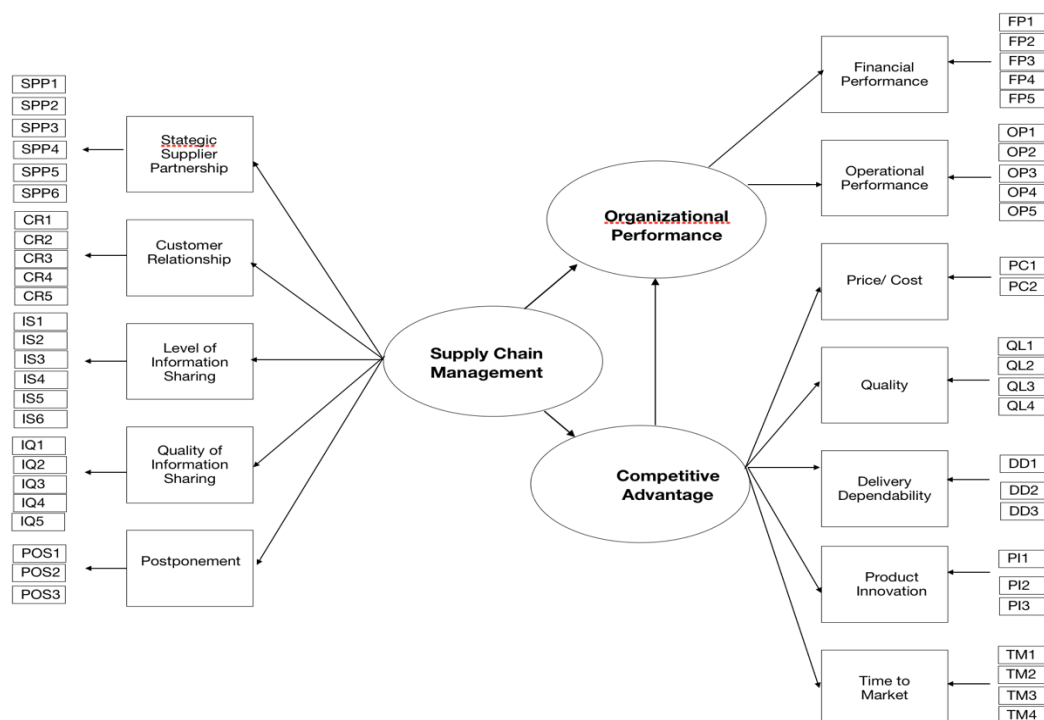 SPP1
SPP2
SPP3
SPP4
SPP5
SPP6
CR1
CR2
CR3
CR4
CR5
IS1
IS2
IS3
IS4
IS5
IS6
IQ1
IQ2
IQ3
IQ4
IQ5
POS1
POS2
POS3
Stategic
Supplier
Partnership
Customer
Relationship
Level of
Information
Sharing
Quality of
Information
Sharing
Postponement
Supply Chain
Management
Organizational
Performance
Competitive
Advantage
Financial
Performance
Operational
Performance
Price/ Cost
Quality
Delivery
Dependability
Product
Innovation
Time to
Market
FP1
FP2
FP3
FP4
FP5
OP1
OP2
OP3
OP4
OP5
PC1
PC2
QL1
QL2
QL3
QL4
DD1
DD2
DD3
PI1
PI2
PI3
TM1
TM2
TM3
TM4